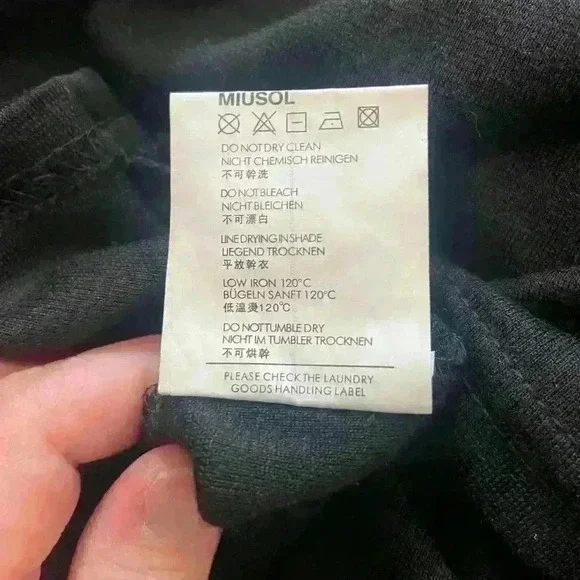 MIUSOL
DO NOT DRY CLEAN
NICHT CHEMISCH REINIGEN
不可幹洗
DO NOT BLEACH
NICHT BLEICHEN
不可漂白
LINE DRYING IN SHADE
LIEGEND TROCKNEN
平放幹衣
LOW IRON 120°C
BÜGELN SANFT 120°C
低溫燙120℃
DO NOT TUMBLE DRY
NICHT IM TUMBLER TROCKNEN
不可烘幹
PLEASE CHECK THE LAUNDRY
GOODS HANDLING LABEL